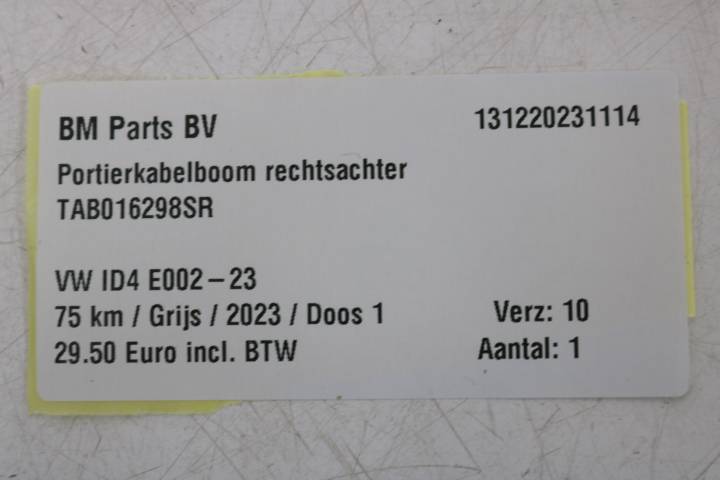 BM Parts BV 131220231114
Portierkabelboom rechtsachter
TAB016298SR
VW ID4 E002-23
75 km / Grijs / 2023 / Doos 1 Verz: 10
29.50 Euro incl. BTW Aantal: 1